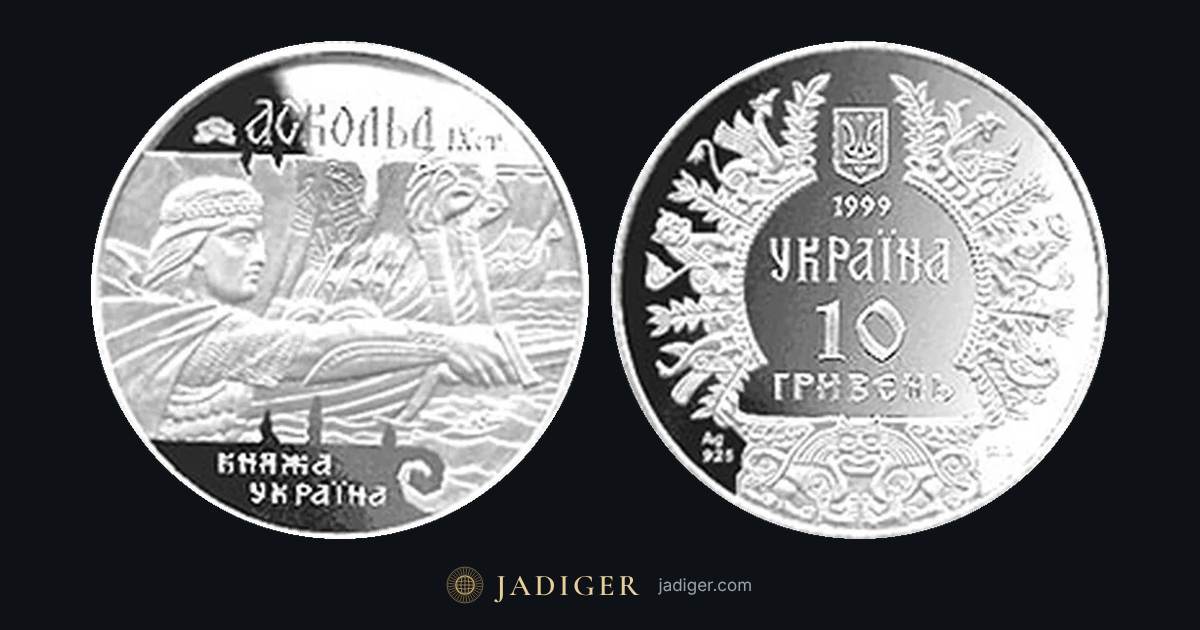 АСКОЛЬД IX ст.
КНЯЖА
УКРАЇНА
1999
УКРАЇНА
10
ГРИВЕНЬ
Ag
925
JADIGER jadiger.com